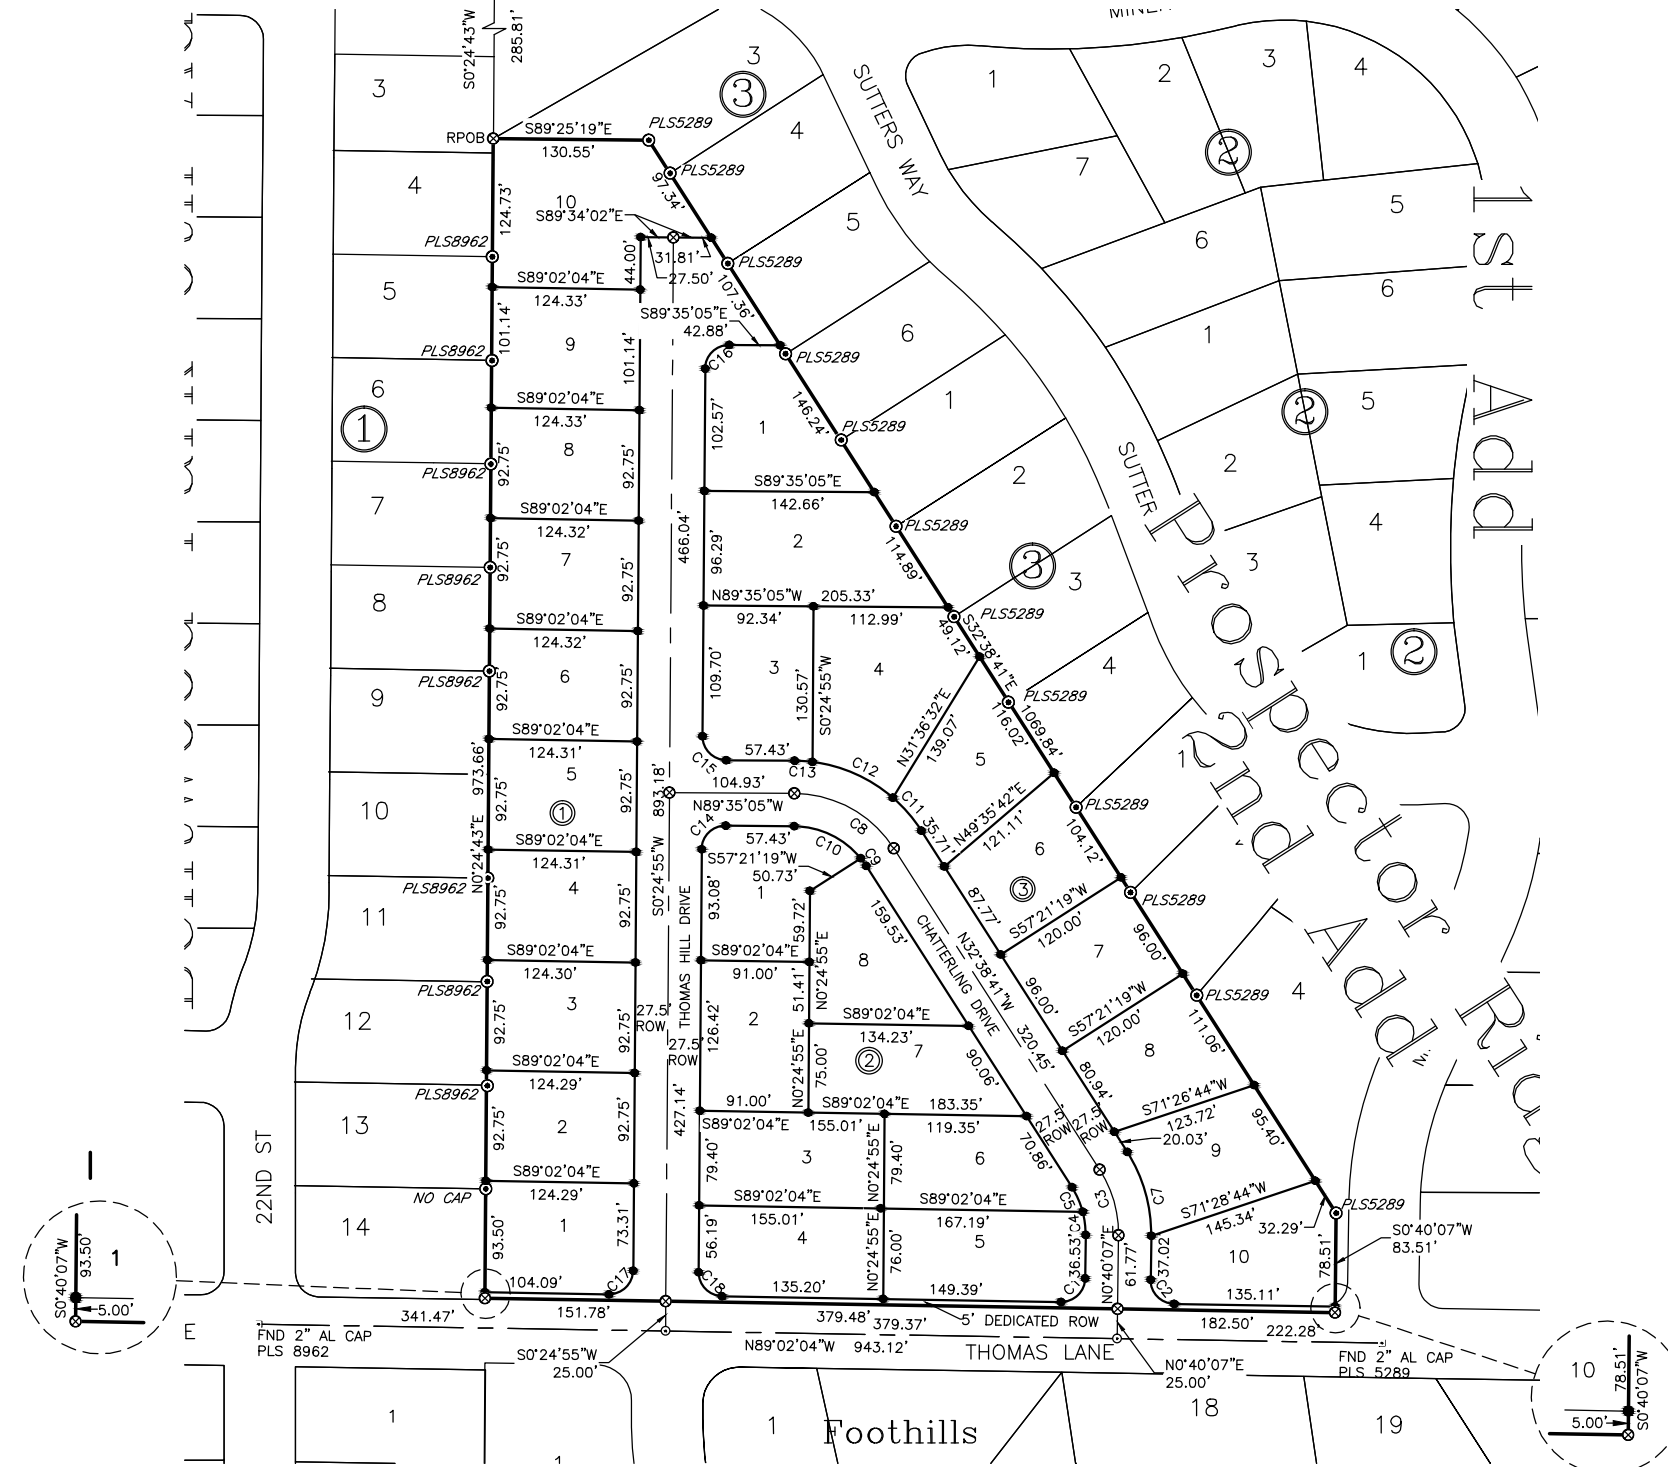 S0°24'43"W
285.81'
3
3
3
4
5
6
1
2
3
4
3
1
2
3
4
SUTTERS WAY
1
2
3
4
7
2
5
6
6
1
5
2
2
4
3
1
2
SUTTER
1st Add
Prospector
2nd Add
1
4
3
4
5
6
1
7
8
9
10
11
12
13
14
22ND ST
RPOB
S89°25'19"E
130.55'
PLS5289
PLS5289
97.34'
10
S89°34'02"E
31.81'
27.50'
44.00'
124.73'
PLS8962
PLS5289
107.36'
S89°02'04"E
124.33'
S89°35'05"E
42.88'
101.14'
9
101.14'
PLS8962
C16
PLS5289
S89°02'04"E
124.33'
8
92.75'
92.75'
PLS8962
102.57'
1
146.24'
PLS5289
S89°35'05"E
142.66'
S89°02'04"E
124.32'
7
92.75'
92.75'
PLS8962
466.04'
96.29'
2
PLS5289
114.89'
N89°35'05"W
205.33'
92.34'
112.99'
S89°02'04"E
124.32'
6
92.75'
92.75'
PLS8962
109.70'
3
130.57'
S0°24'55"W
4
PLS5289
49.12'
S32°38'41"E
1069.84'
PLS5289
116.02'
N31°36'32"E
139.07'
S89°02'04"E
124.31'
5
1
92.75'
92.75'
973.66'
N0°24'43"E
893.18'
S0°24'55"W
C15
57.43'
C13
C12
104.93'
N89°35'05"W
C8
C11
35.71'
5
N49°35'42"E
121.11'
PLS5289
104.12'
C14
57.43'
C10
C9
S57°21'19"W
50.73'
S89°02'04"E
124.31'
4
92.75'
92.75'
PLS8962
93.08'
1
59.72'
N0°24'55"E
159.53'
6
3
87.77'
S57°21'19"W
120.00'
PLS5289
96.00'
7
CHATTERLING DRIVE
N32°38'41"W
320.45'
THOMAS HILL DRIVE
S89°02'04"E
124.30'
3
92.75'
92.75'
PLS8962
27.5'
ROW
27.5'
ROW
S89°02'04"E
91.00'
51.41'
8
2
126.42'
S89°02'04"E
134.23'
7
2
N0°24'55"E
75.00'
90.06'
96.00'
S57°21'19"W
120.00'
PLS5289
111.06'
8
80.94'
S71°26'44"W
123.72'
20.03'
95.40'
9
S89°02'04"E
124.29'
2
92.75'
92.75'
PLS8962
427.14'
91.00'
S89°02'04"E
183.35'
S89°02'04"E
155.01'
119.35'
27.5'
ROW
27.5'
ROW
70.86'
79.40'
3
N0°24'55"E
79.40'
6
C7
C3
S89°02'04"E
124.29'
NO CAP
1
93.50'
73.31'
C17
104.09'
S89°02'04"E
155.01'
S89°02'04"E
167.19'
C5
C4
56.19'
4
N0°24'55"E
76.00'
5
36.53'
C18
135.20'
149.39'
N0°40'07"E
61.77'
37.02
C2
S71°28'44"W
145.34'
32.29'
PLS5289
10
78.51'
135.11'
S0°40'07"W
83.51'
341.47'
151.78'
379.48'
379.37'
5' DEDICATED ROW
182.50'
222.28'
FND 2" AL CAP
PLS 8962
N89°02'04"W
943.12'
THOMAS LANE
FND 2" AL CAP
PLS 5289
S0°24'55"W
25.00'
N0°40'07"E
25.00'
1
S0°40'07"W
93.50'
5.00'
E
10
78.51'
S0°40'07"W
5.00'
1
1
1
Foothills
18
19